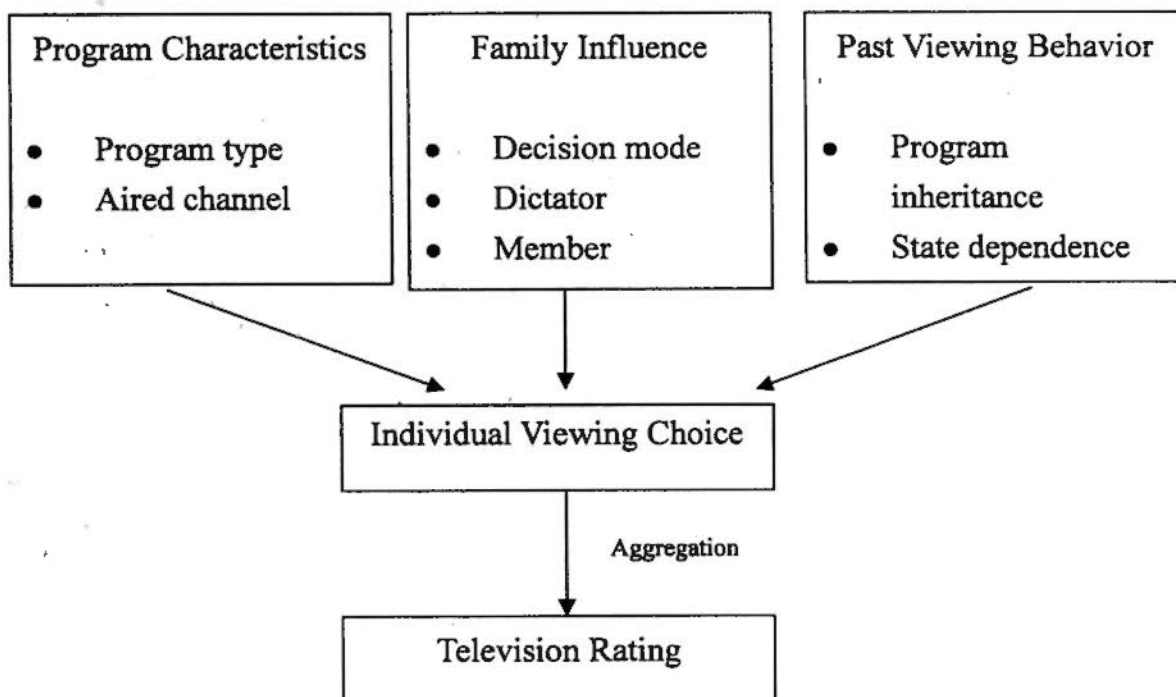 Program Characteristics
● Program type
● Aired channel
Family Influence
● Decision mode
● Dictator
● Member
Past Viewing Behavior
● Program
inheritance
● State dependence
Individual Viewing Choice
Aggregation
Television Rating